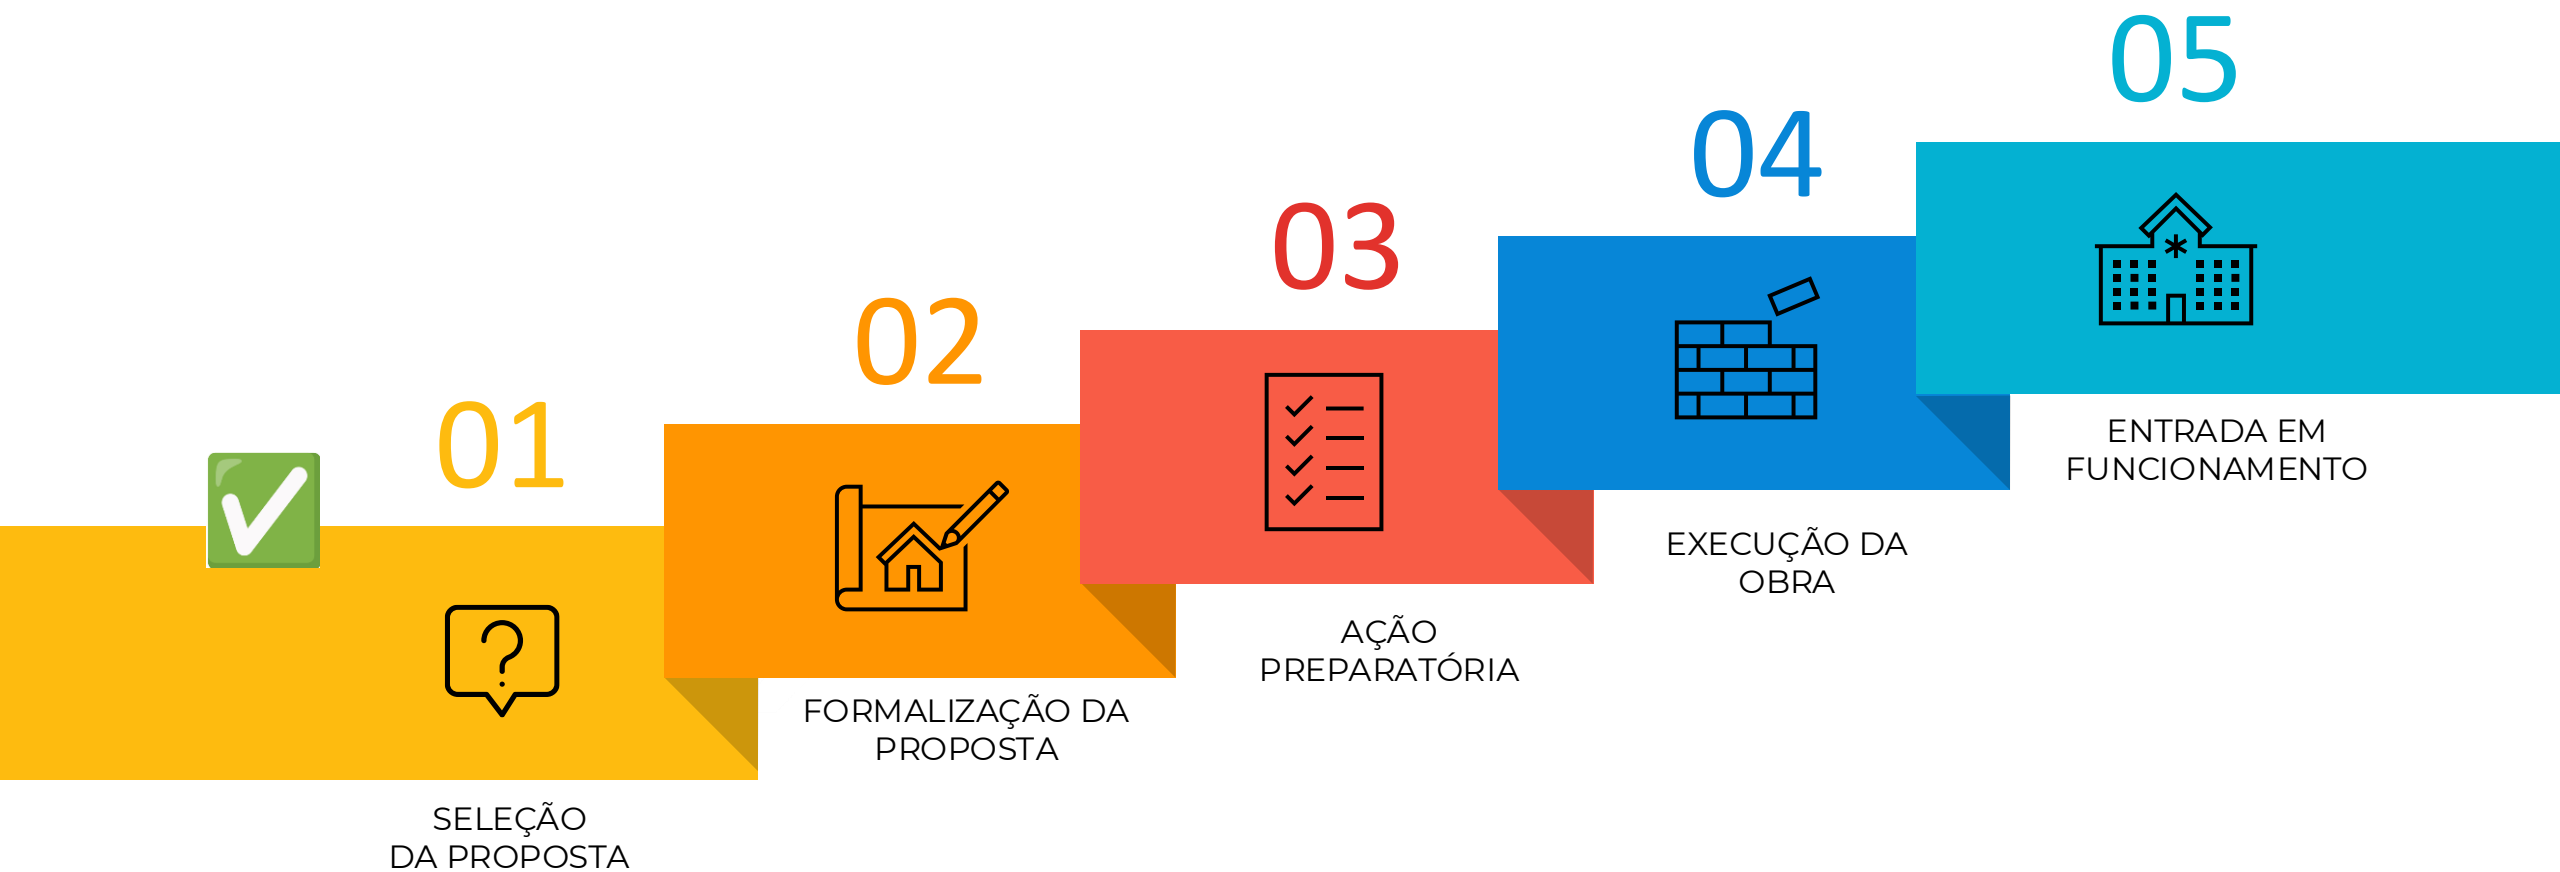 01
SELEÇÃO
DA PROPOSTA
02
FORMALIZAÇÃO DA
PROPOSTA
03
AÇÃO
PREPARATÓRIA
04
EXECUÇÃO DA
OBRA
05
ENTRADA EM
FUNCIONAMENTO